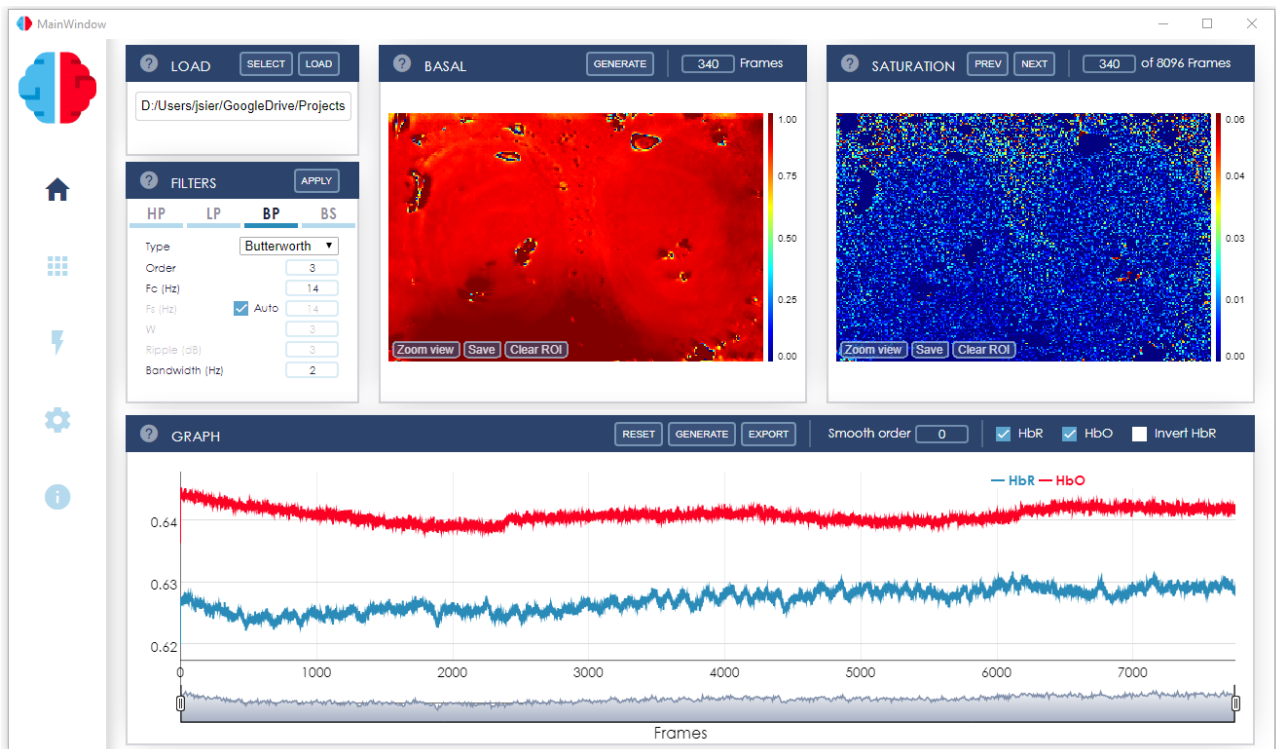 MainWindow
? LOAD SELECT LOAD
D:/Users/jsier/GoogleDrive/Projects
? FILTERS APPLY
HP LP BP BS
Type Butterworth
Order 3
Fc (Hz) 14
Fs (Hz) Auto 14
W 3
Ripple (dB) 3
Bandwidth (Hz) 2
? BASAL GENERATE 340 Frames
1.00
0.75
0.50
0.25
0.00
Zoom view Save Clear ROI
? SATURATION PREV NEXT 340 of 8096 Frames
0.06
0.04
0.03
0.01
0.00
Zoom view Save Clear ROI
? GRAPH RESET GENERATE EXPORT Smooth order 0 HbR HbO Invert HbR
HbR HbO
0.64
0.63
0.62
0 1000 2000 3000 4000 5000 6000 7000
Frames
i